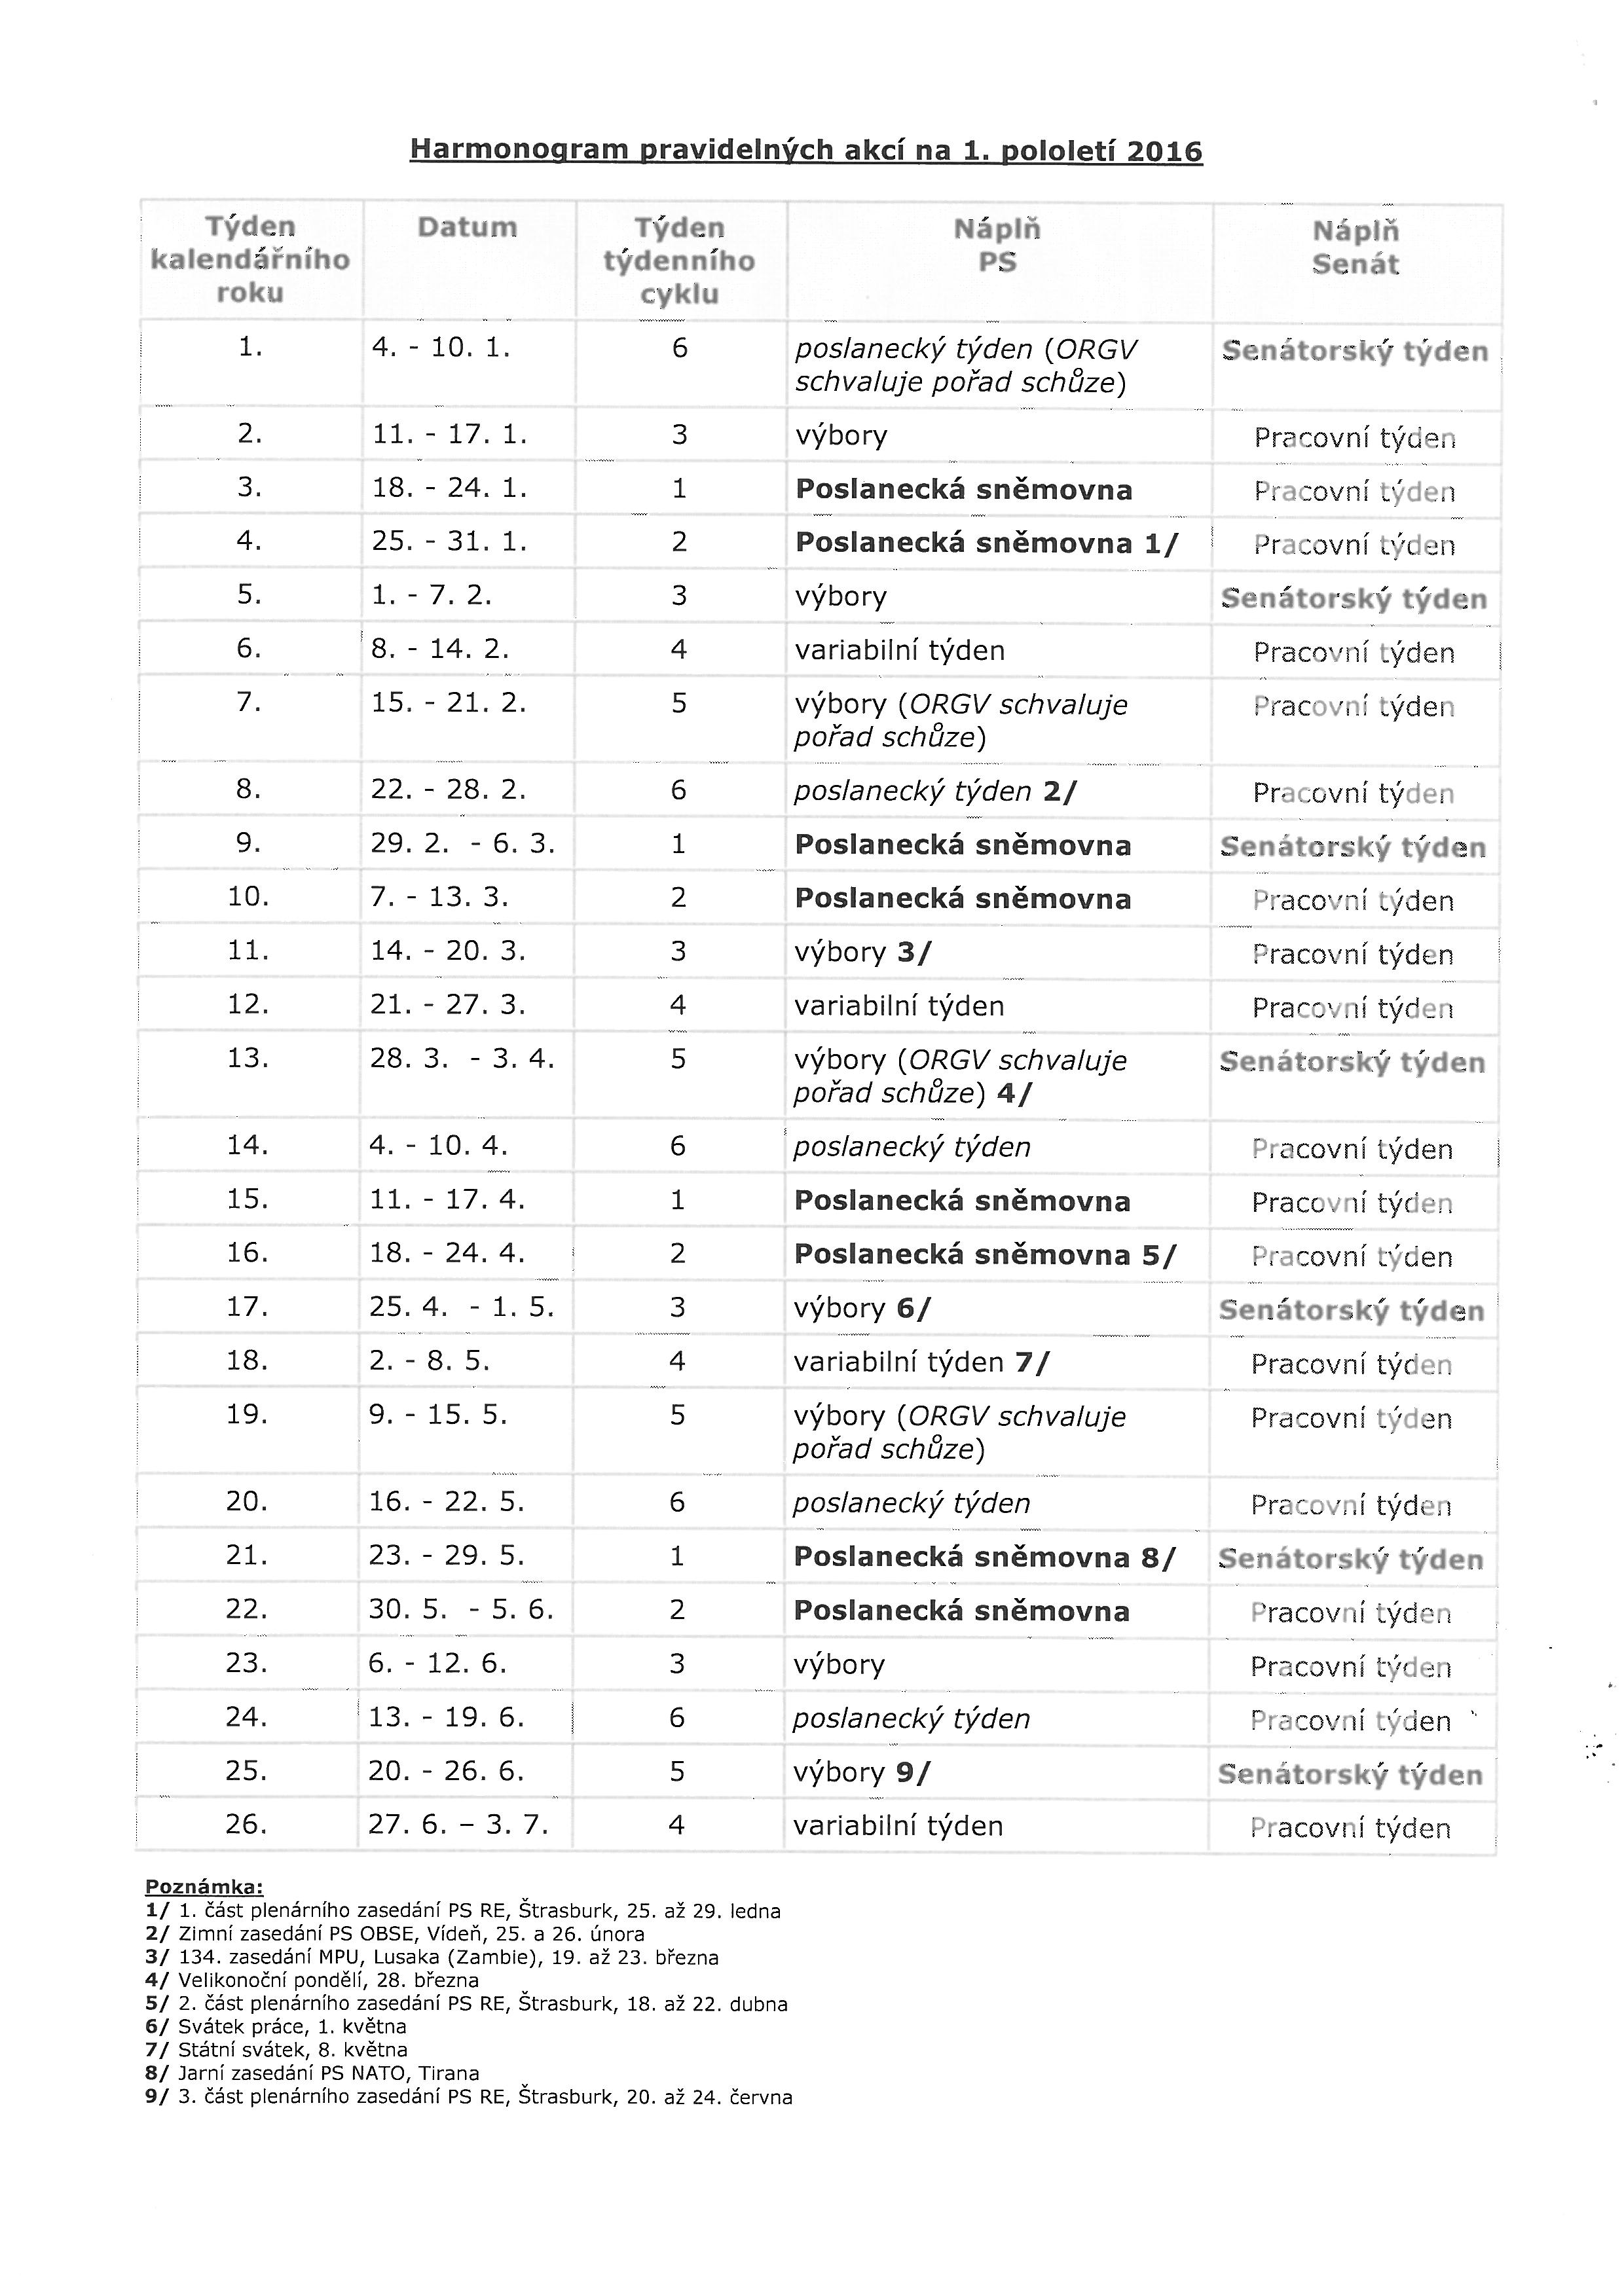 Harmonogram pravidelných akcí na 1. pololetí 2016
Týden kalendářního roku Datum Týden týdenního cyklu Náplň PS Náplň Senát
1. 4. - 10. 1. 6 poslanecký týden (ORGV Senátorský týden
schvaluje pořad schůze)
2. 11. - 17. 1. 3 výbory Pracovní týden
3. 18. - 24. 1. 1 Poslanecká sněmovna Pracovní týden
4. 25. - 31. 1. 2 Poslanecká sněmovna 1/ Pracovní týden
5. 1. - 7. 2. 3 výbory Senátorský týden
6. 8. - 14. 2. 4 variabilní týden Pracovní týden
7. 15. - 21. 2. 5 výbory (ORGV schvaluje Pracovní týden
pořad schůze)
8. 22. - 28. 2. 6 poslanecký týden 2/ Pracovní týden
9. 29. 2. - 6. 3. 1 Poslanecká sněmovna Senátorský týden
10. 7. - 13. 3. 2 Poslanecká sněmovna Pracovní týden
11. 14. - 20. 3. 3 výbory 3/ Pracovní týden
12. 21. - 27. 3. 4 variabilní týden Pracovní týden
13. 28. 3. - 3. 4. 5 výbory (ORGV schvaluje Senátorský týden
pořad schůze) 4/
14. 4. - 10. 4. 6 poslanecký týden Pracovní týden
15. 11. - 17. 4. 1 Poslanecká sněmovna Pracovní týden
16. 18. - 24. 4. 2 Poslanecká sněmovna 5/ Pracovní týden
17. 25. 4. - 1. 5. 3 výbory 6/ Senátorský týden
18. 2. - 8. 5. 4 variabilní týden 7/ Pracovní týden
19. 9. - 15. 5. 5 výbory (ORGV schvaluje Pracovní týden
pořad schůze)
20. 16. - 22. 5. 6 poslanecký týden Pracovní týden
21. 23. - 29. 5. 1 Poslanecká sněmovna 8/ Senátorský týden
22. 30. 5. - 5. 6. 2 Poslanecká sněmovna Pracovní týden
23. 6. - 12. 6. 3 výbory Pracovní týden
24. 13. - 19. 6. 6 poslanecký týden Pracovní týden
25. 20. - 26. 6. 5 výbory 9/ Senátorský týden
26. 27. 6. – 3. 7. 4 variabilní týden Pracovní týden
Poznámka:
1/ 1. část plenárního zasedání PS RE, Štrasburk, 25. až 29. ledna
2/ Zimní zasedání PS OBSE, Vídeň, 25. a 26. února
3/ 134. zasedání MPU, Lusaka (Zambie), 19. až 23. března
4/ Velikonoční pondělí, 28. března
5/ 2. část plenárního zasedání PS RE, Štrasburk, 18. až 22. dubna
6/ Svátek práce, 1. května
7/ Státní svátek, 8. května
8/ Jarní zasedání PS NATO, Tirana
9/ 3. část plenárního zasedání PS RE, Štrasburk, 20. až 24. června